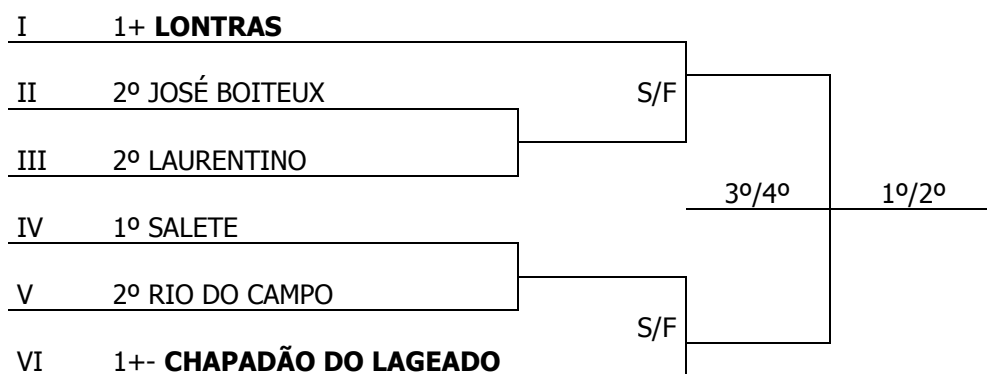 I 1+ LONTRAS
II 2º JOSÉ BOITEUX S/F
III 2º LAURENTINO
3º/4º 1º/2º
IV 1º SALETE
V 2º RIO DO CAMPO
S/F
VI 1+- CHAPADÃO DO LAGEADO